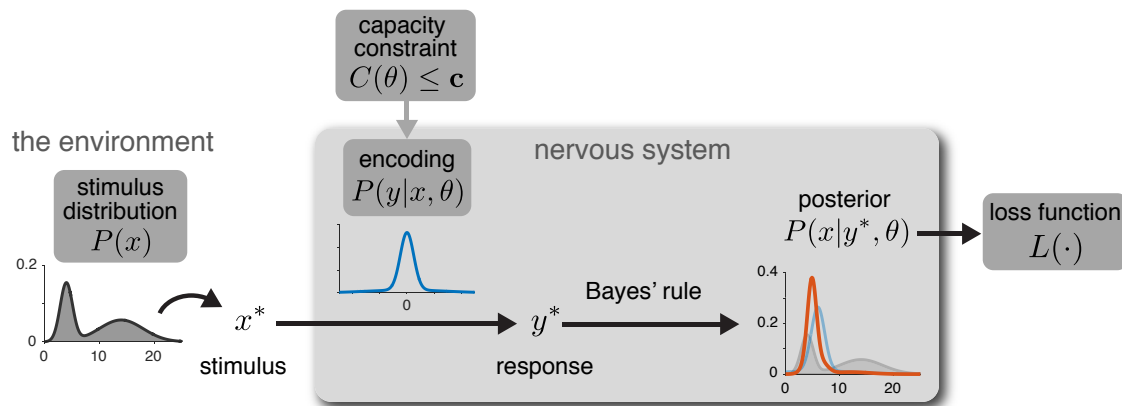 capacity
constraint
C(θ) ≤ c
the environment
nervous system
stimulus
distribution
P(x)
encoding
P(y|x, θ)
posterior
P(x|y*, θ)
loss function
L(·)
0.2
0
0
10
20
x*
stimulus
0
y*
response
Bayes' rule
0.4
0.2
0
0
10
20